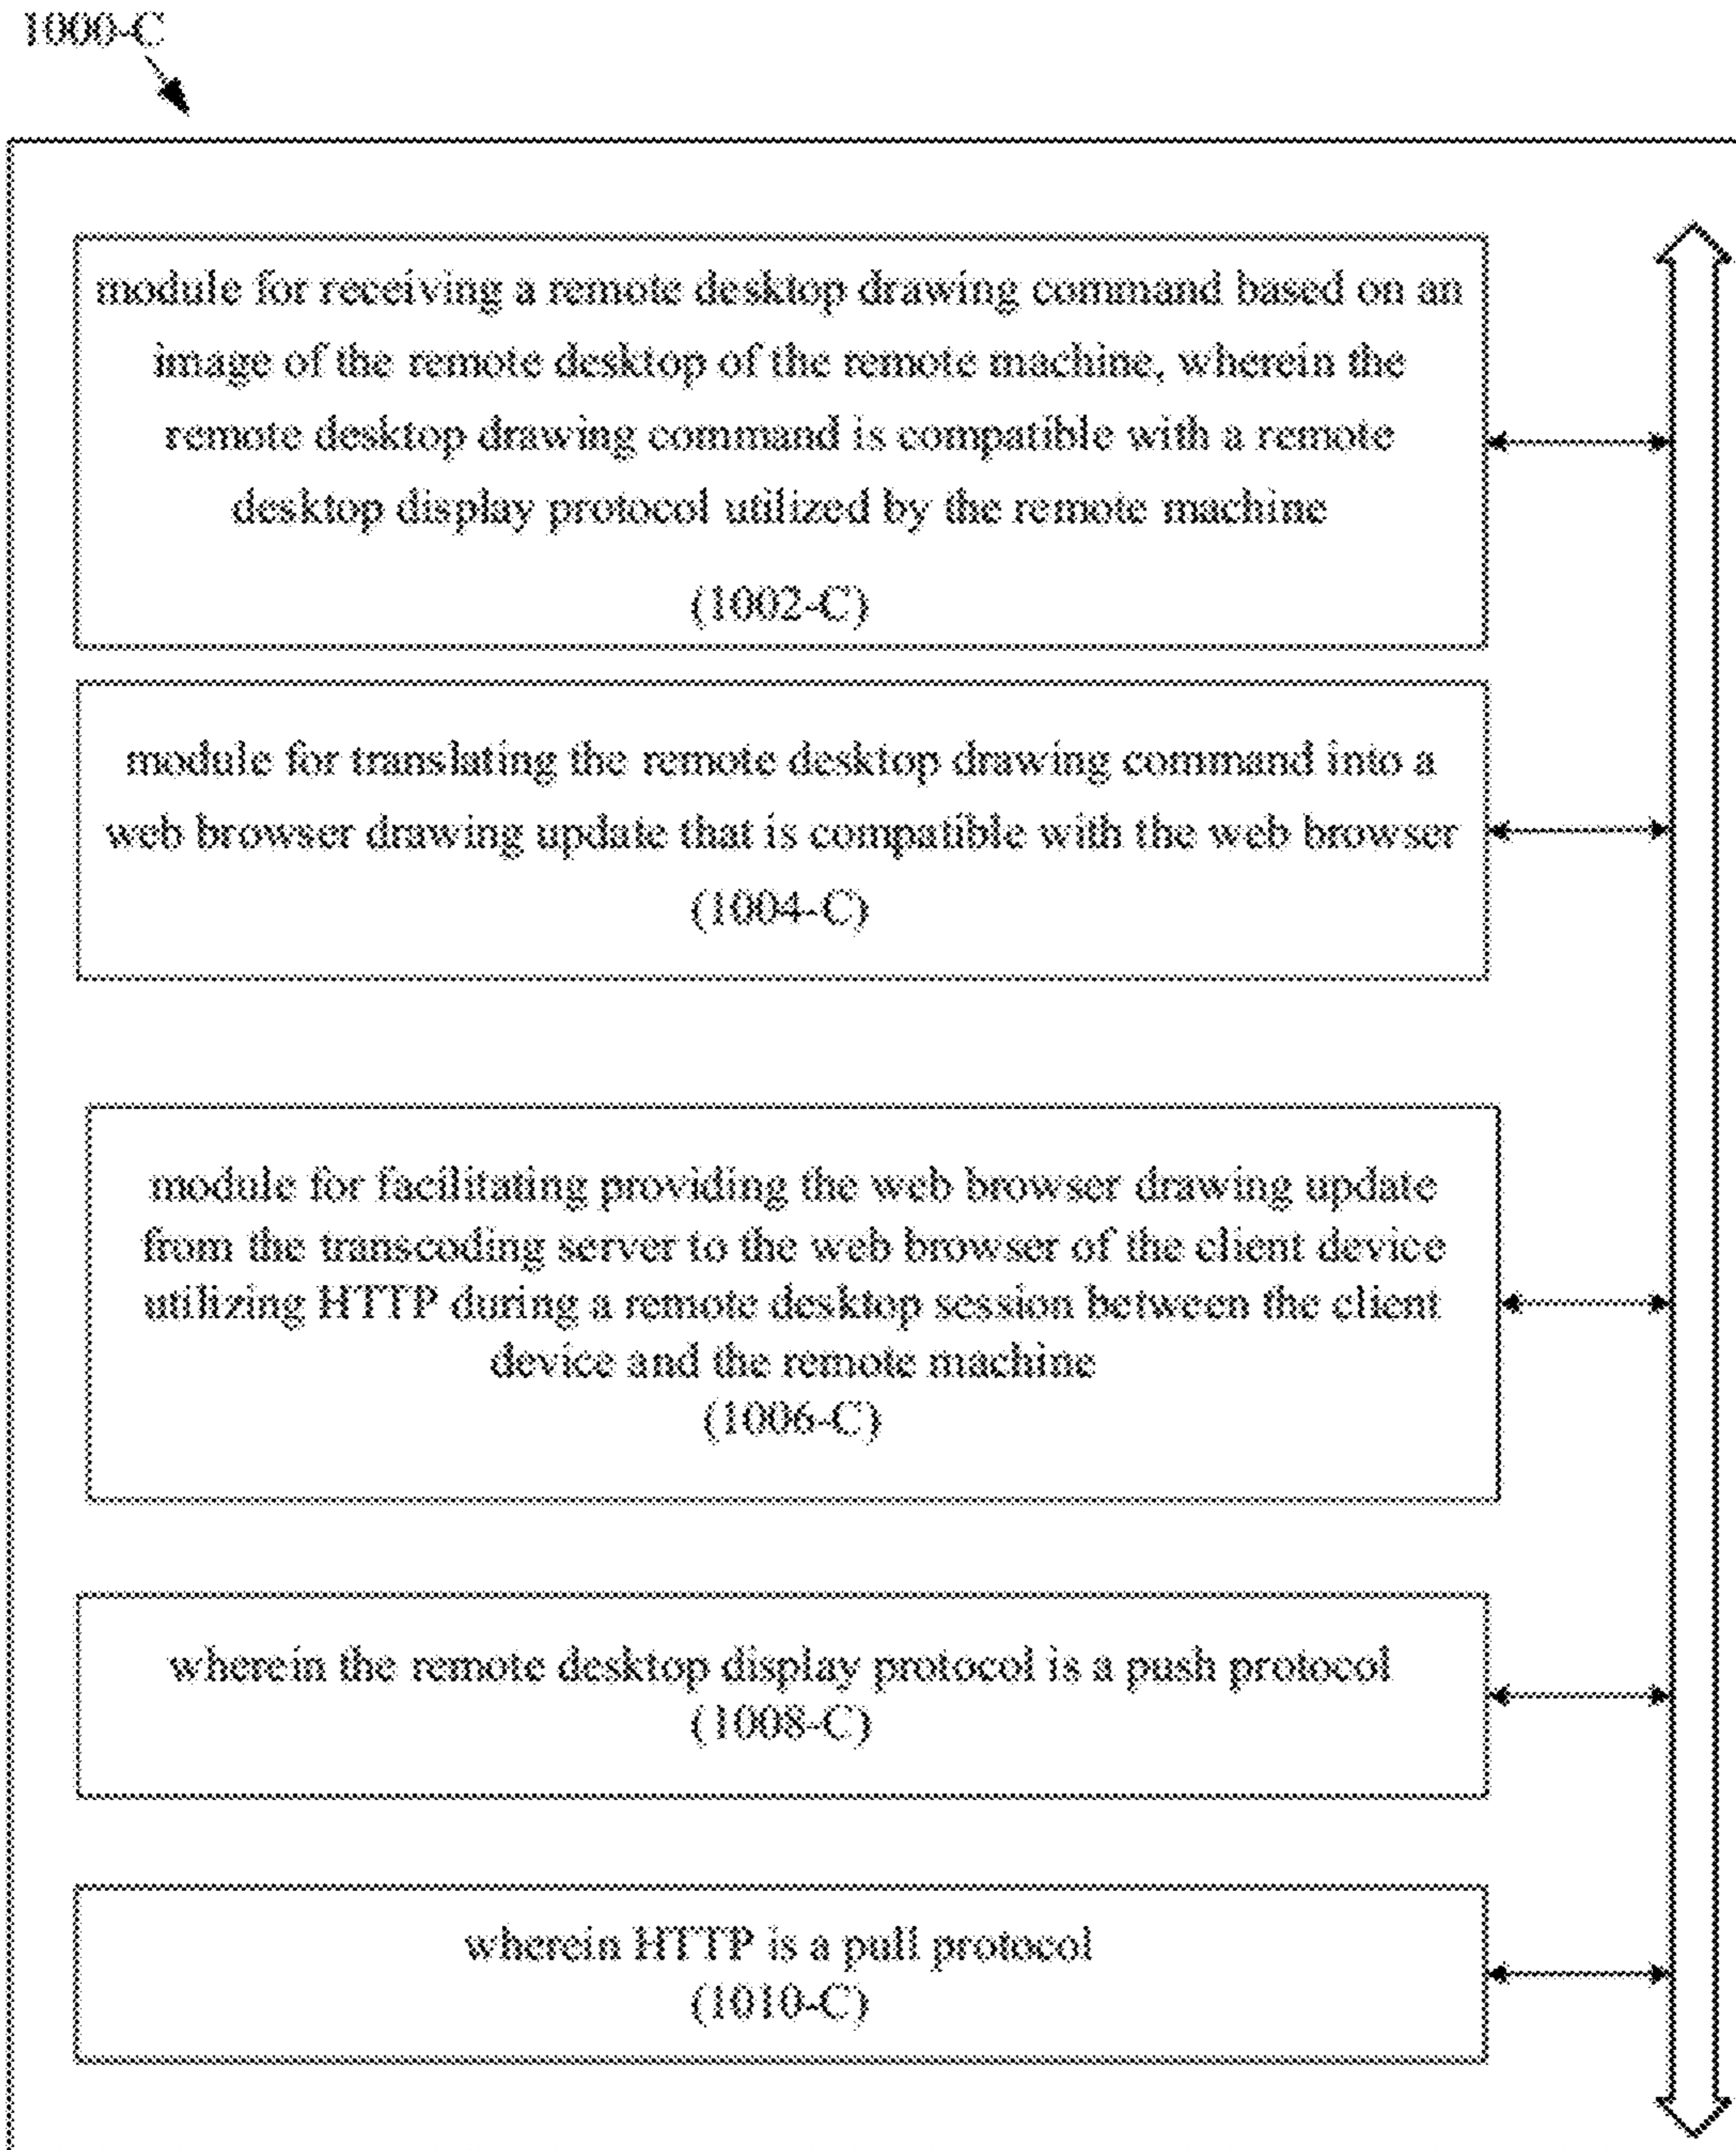 1000-C
module for receiving a remote desktop drawing command based on an
image of the remote desktop of the remote machine, wherein the
remote desktop drawing command is compatible with a remote
desktop display protocol utilized by the remote machine
(1002-C)
module for translating the remote desktop drawing command into a
web browser drawing update that is compatible with the web browser
(1004-C)
module for facilitating providing the web browser drawing update
from the transcoding server to the web browser of the client device
utilizing HTTP during a remote desktop session between the client
device and the remote machine
(1006-C)
wherein the remote desktop display protocol is a push protocol
(1008-C)
wherein HTTP is a pull protocol
(1010-C)